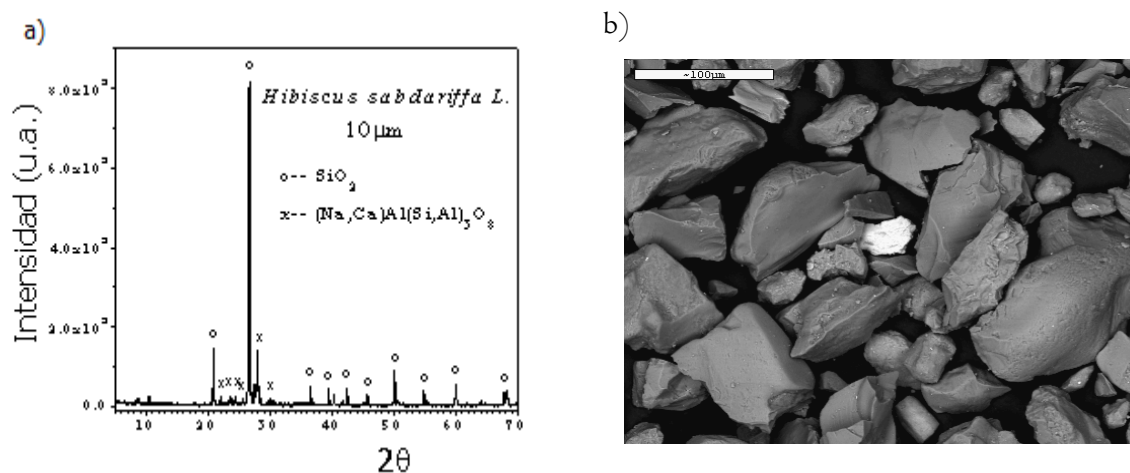 a)
Intensidad (u.a.)
8.0x10³
6.0x10³
4.0x10³
2.0x10³
0.0
Hibiscus sabdariffa L.
10µm
o-- SiO₂
x-- (Na,Ca)Al(Si,Al)₃O₈
o
o
x x x x
x
x
o o o o o o o o
10 20 30 40 50 60 70
2θ
b)
~100µm